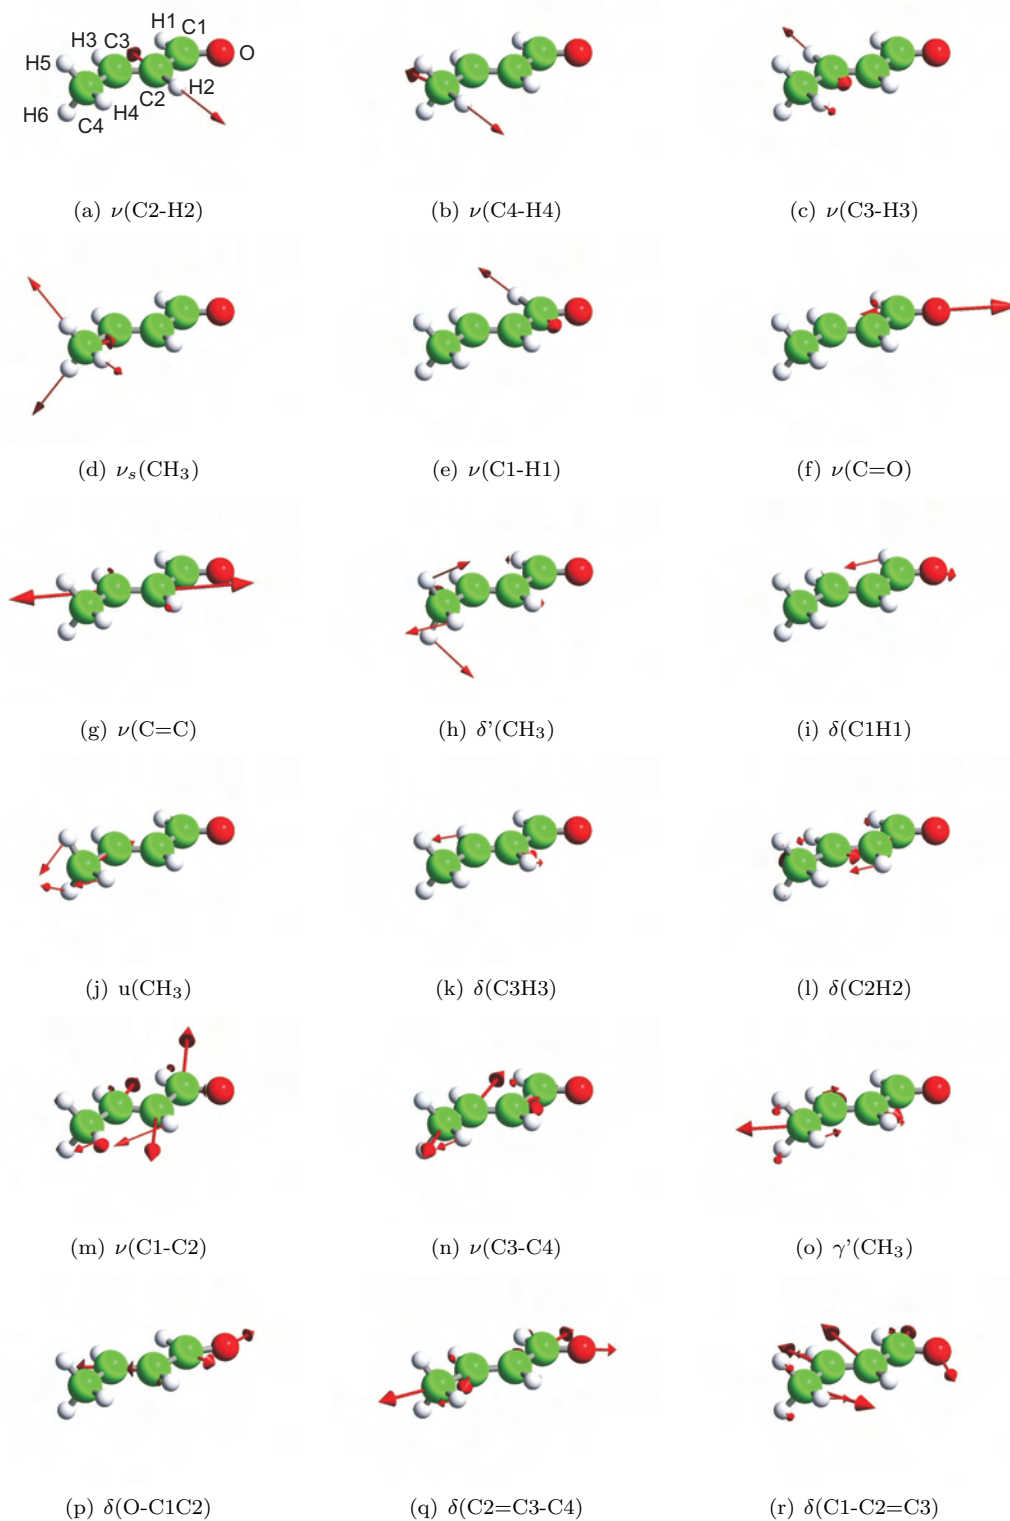 H1
C1
H3 C3
O
H5
H2
C2
H6
H4
C4
(a) ν(C2-H2)
(b) ν(C4-H4)
(c) ν(C3-H3)
(d) νₛ(CH₃)
(e) ν(C1-H1)
(f) ν(C=O)
(g) ν(C=C)
(h) δ'(CH₃)
(i) δ(C1H1)
(j) u(CH₃)
(k) δ(C3H3)
(l) δ(C2H2)
(m) ν(C1-C2)
(n) ν(C3-C4)
(o) γ'(CH₃)
(p) δ(O-C1C2)
(q) δ(C2=C3-C4)
(r) δ(C1-C2=C3)